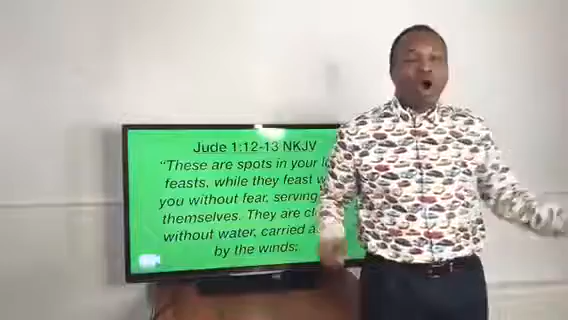 Jude 1:12-13 NKJV
“These are spots in your
feasts, while they feast
you without fear, serving
themselves. They are
without water, carried
by the winds;